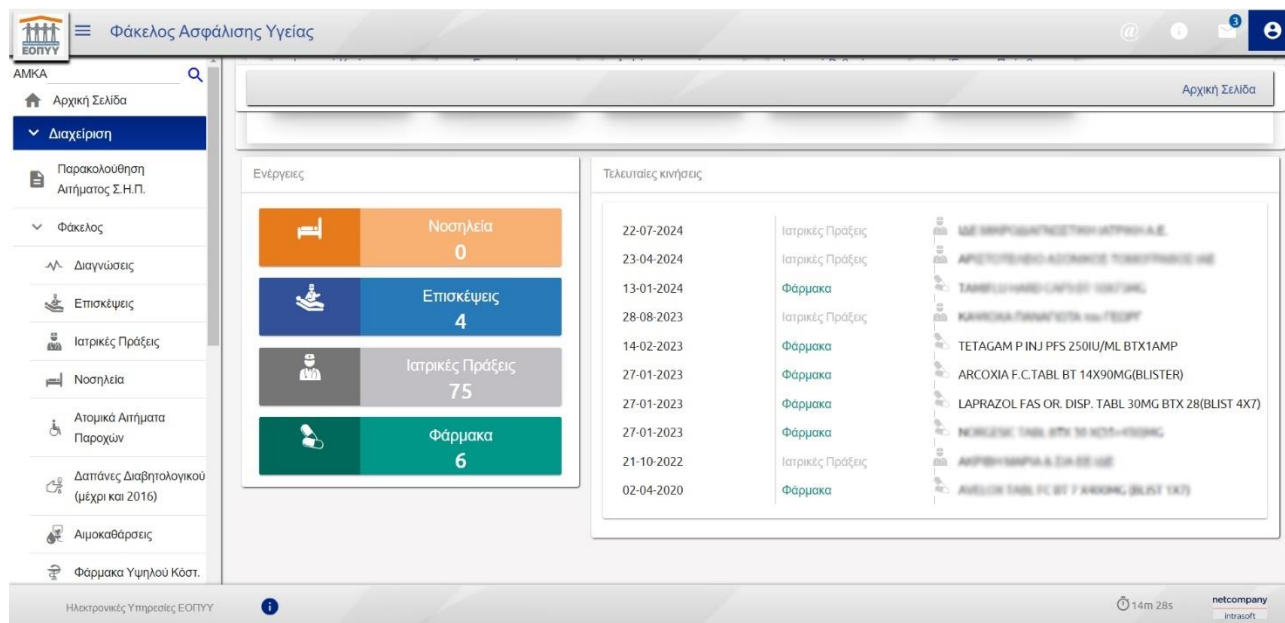 ΕΟΠΥΥ
Φάκελος Ασφάλισης Υγείας
@
3
ΑΜΚΑ
Αρχική Σελίδα
Διαχείριση
Παρακολούθηση
Αιτήματος Σ.Η.Π.
Φάκελος
Διαγνώσεις
Επισκέψεις
Ιατρικές Πράξεις
Νοσηλεία
Ατομικά Αιτήματα
Παροχών
Δαπάνες Διαβητολογικού
(μέχρι και 2016)
Αιμοκαθάρσεις
Φάρμακα Υψηλού Κόστ.
Αρχική Σελίδα
Ενέργειες
Νοσηλεία
0
Επισκέψεις
4
Ιατρικές Πράξεις
75
Φάρμακα
6
Τελευταίες κινήσεις
22-07-2024 Ιατρικές Πράξεις
23-04-2024 Ιατρικές Πράξεις
13-01-2024 Φάρμακα
28-08-2023 Ιατρικές Πράξεις
14-02-2023 Φάρμακα TETAGAM P INJ PFS 250IU/ML BTX1AMP
27-01-2023 Φάρμακα ARCOXIA F.C.TABL BT 14X90MG(BLISTER)
27-01-2023 Φάρμακα LAPRAZOL FAS OR. DISP. TABL 30MG BTX 28(BLIST 4X7)
27-01-2023 Φάρμακα
21-10-2022 Ιατρικές Πράξεις
02-04-2020 Φάρμακα
Ηλεκτρονικές Υπηρεσίες ΕΟΠΥΥ
14m 28s
netcompany
intrasoft